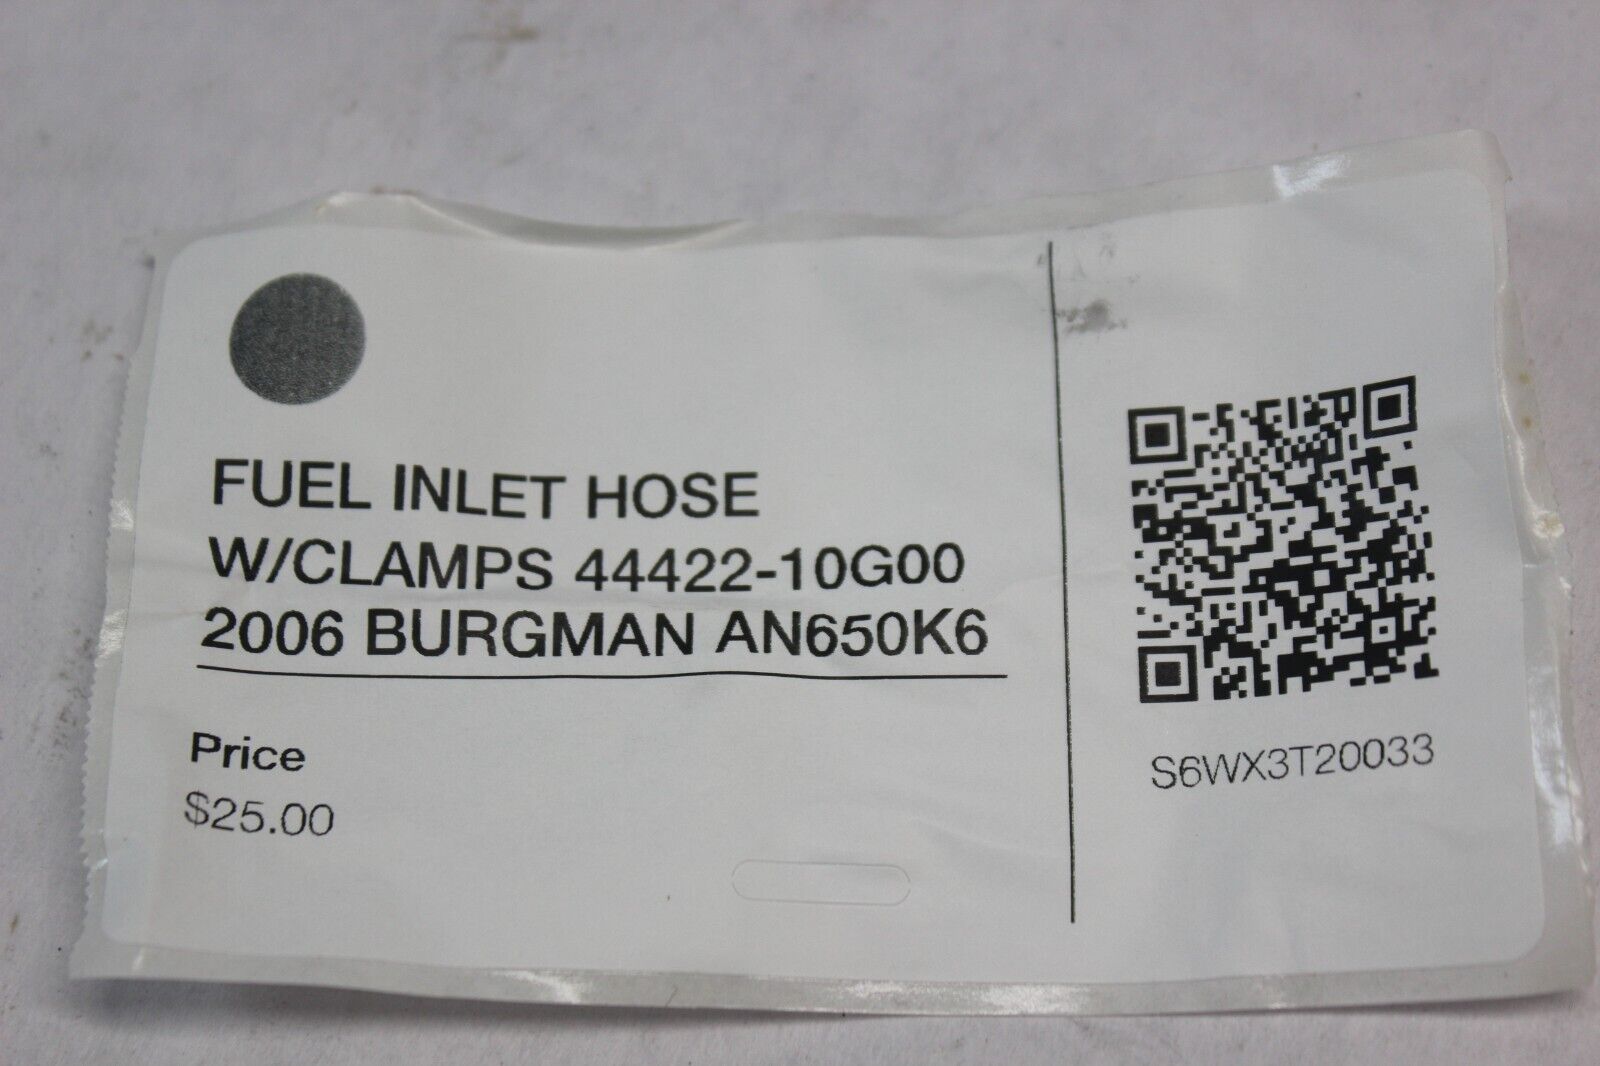 FUEL INLET HOSE
W/CLAMPS 44422-10G00
2006 BURGMAN AN650K6
Price
$25.00
S6WX3T20033